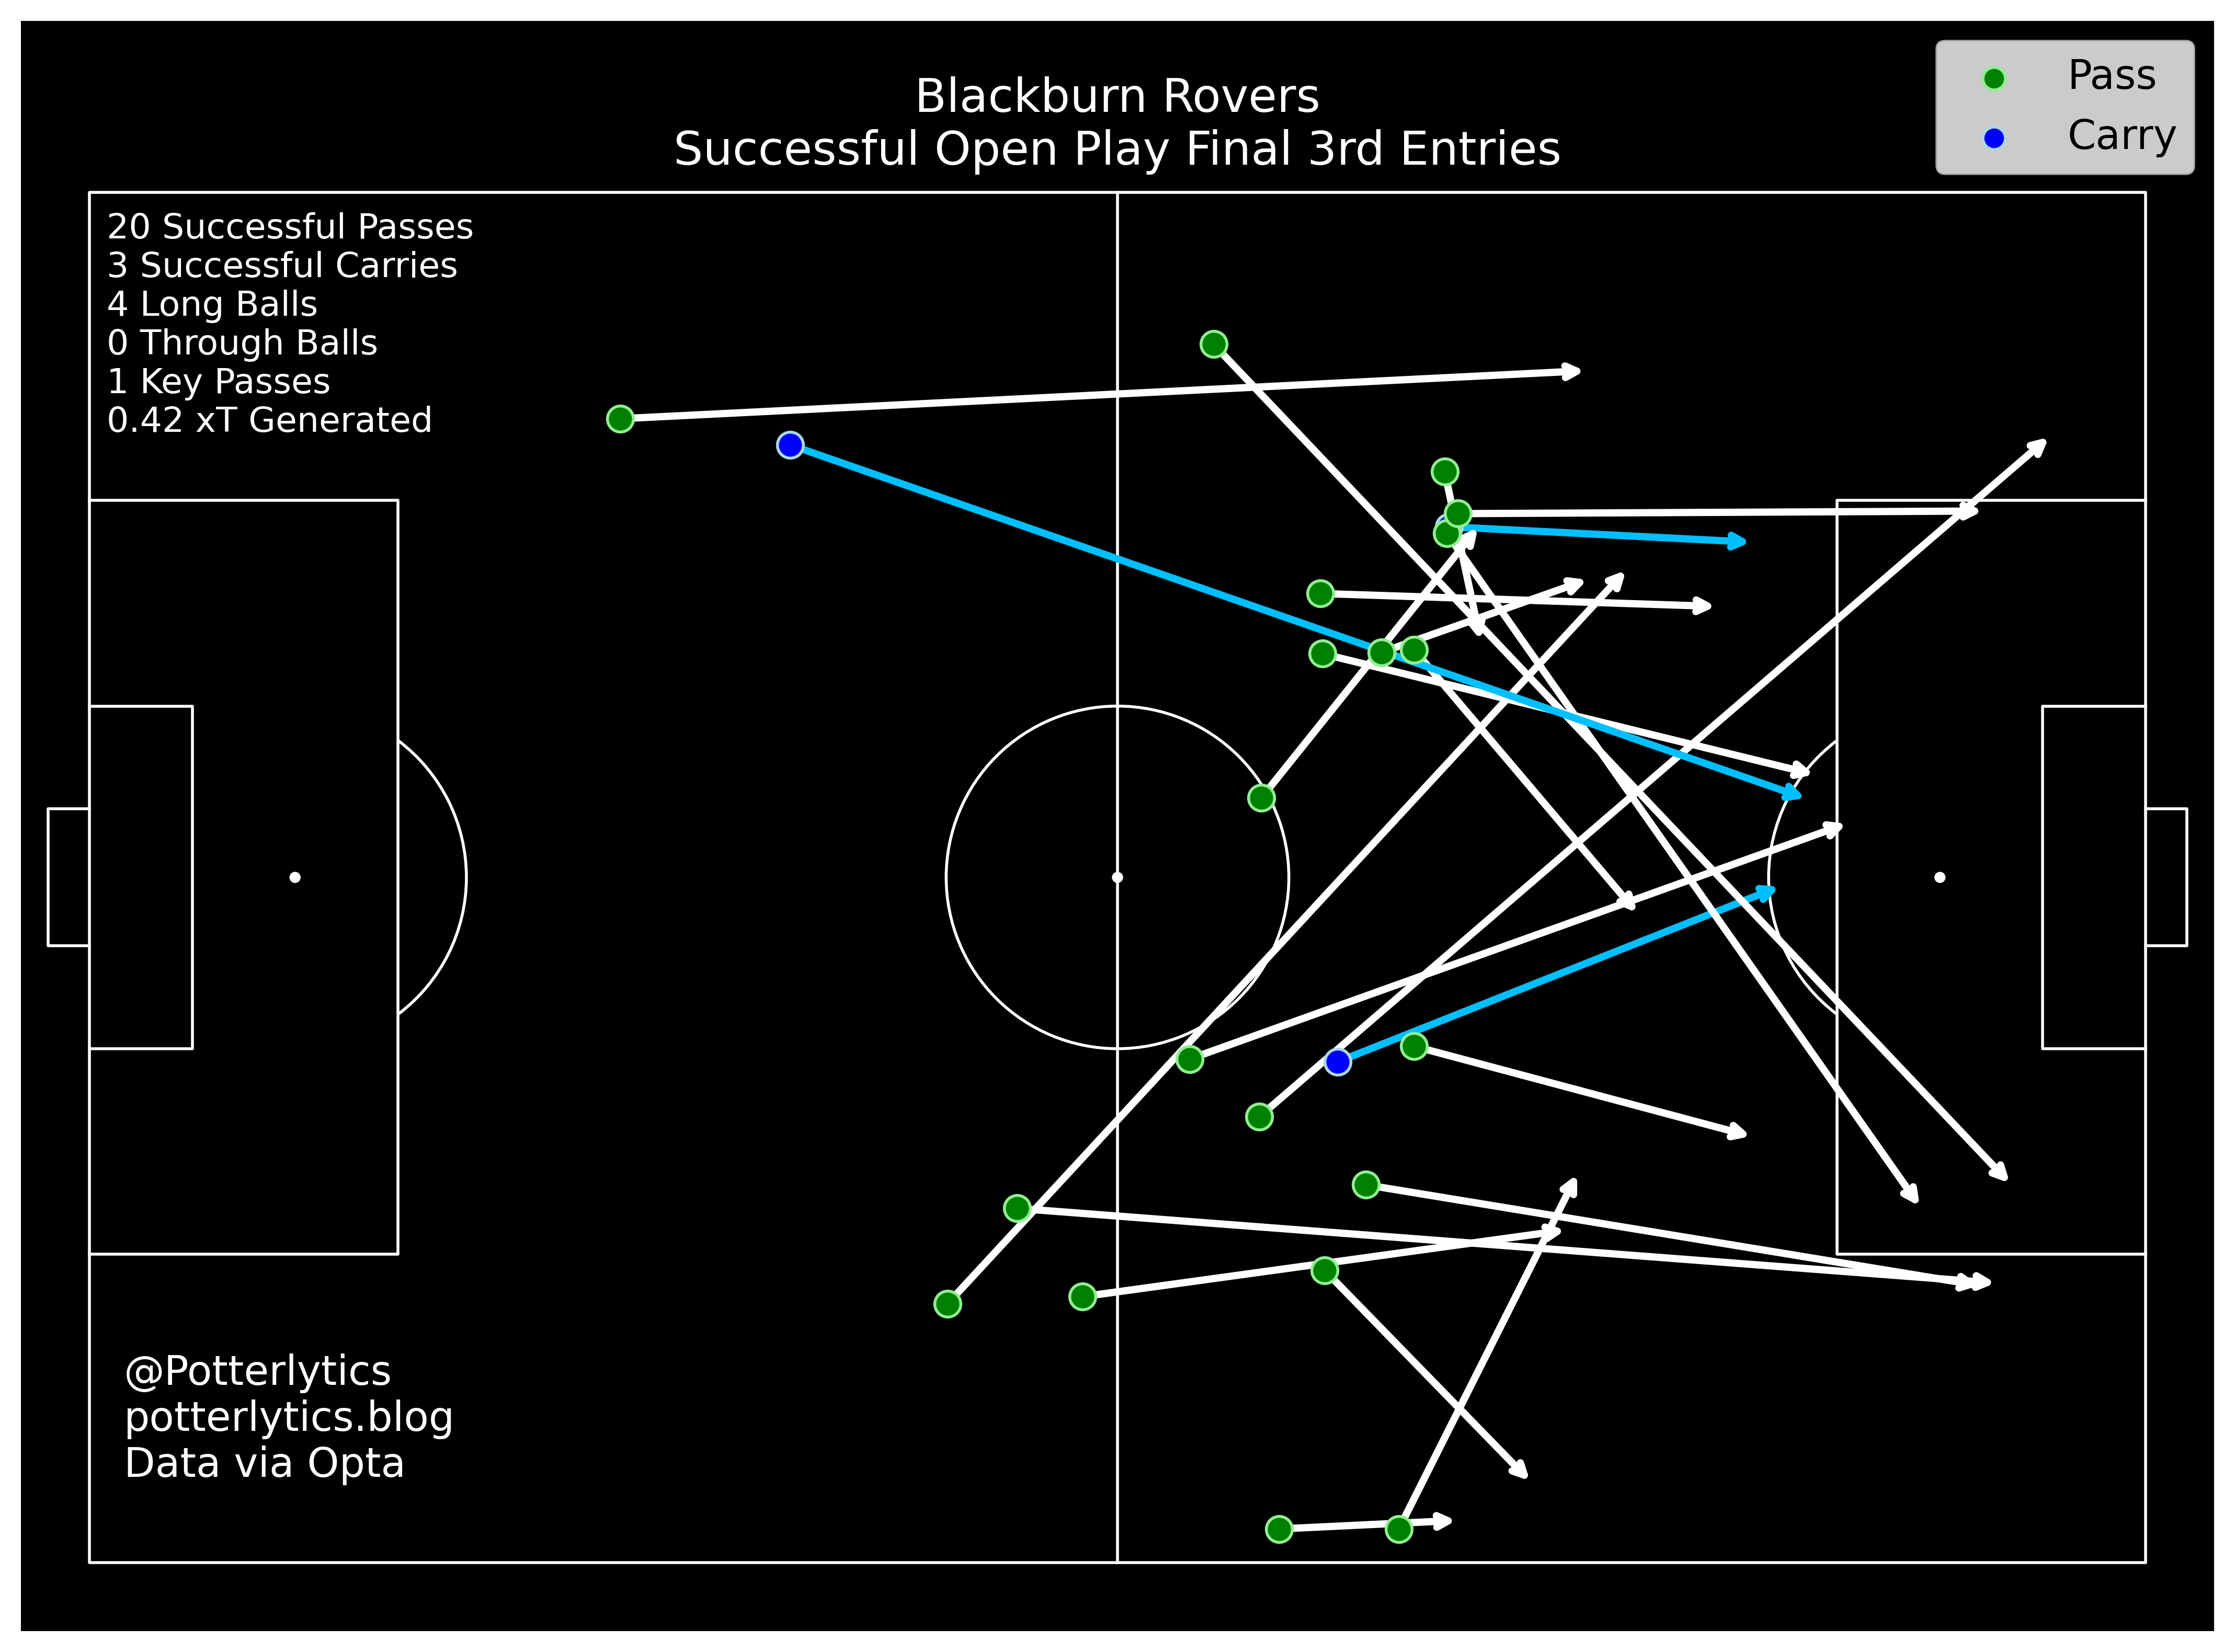 Blackburn Rovers
Successful Open Play Final 3rd Entries
Pass
Carry
20 Successful Passes
3 Successful Carries
4 Long Balls
0 Through Balls
1 Key Passes
0.42 xT Generated
@Potterlytics
potterlytics.blog
Data via Opta